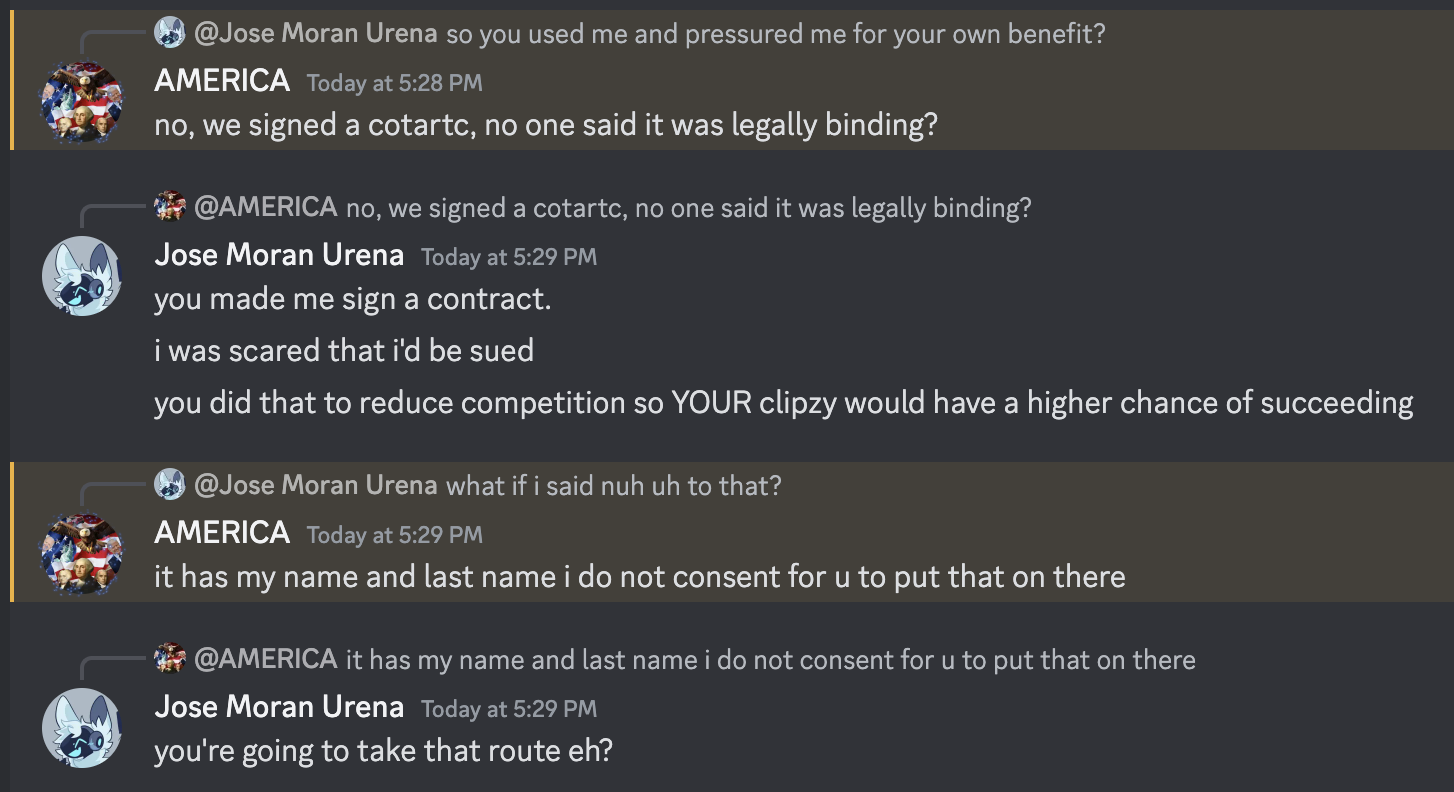 @Jose Moran Urena so you used me and pressured me for your own benefit?
AMERICA Today at 5:28 PM
no, we signed a cotartc, no one said it was legally binding?
@AMERICA no, we signed a cotartc, no one said it was legally binding?
Jose Moran Urena Today at 5:29 PM
you made me sign a contract.
i was scared that i'd be sued
you did that to reduce competition so YOUR clipzy would have a higher chance of succeeding
@Jose Moran Urena what if i said nuh uh to that?
AMERICA Today at 5:29 PM
it has my name and last name i do not consent for u to put that on there
@AMERICA it has my name and last name i do not consent for u to put that on there
Jose Moran Urena Today at 5:29 PM
you're going to take that route eh?